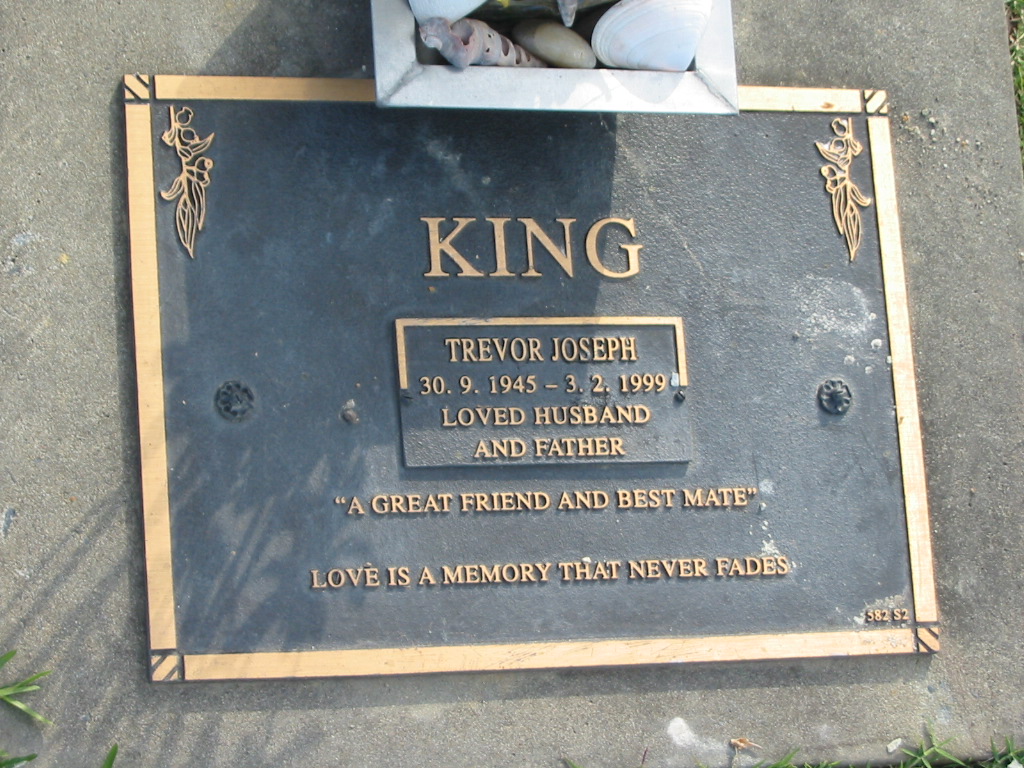 KING
TREVOR JOSEPH
30. 9. 1945 – 3. 2. 1999
LOVED HUSBAND
AND FATHER
“A GREAT FRIEND AND BEST MATE”
LOVE IS A MEMORY THAT NEVER FADES
582 S2